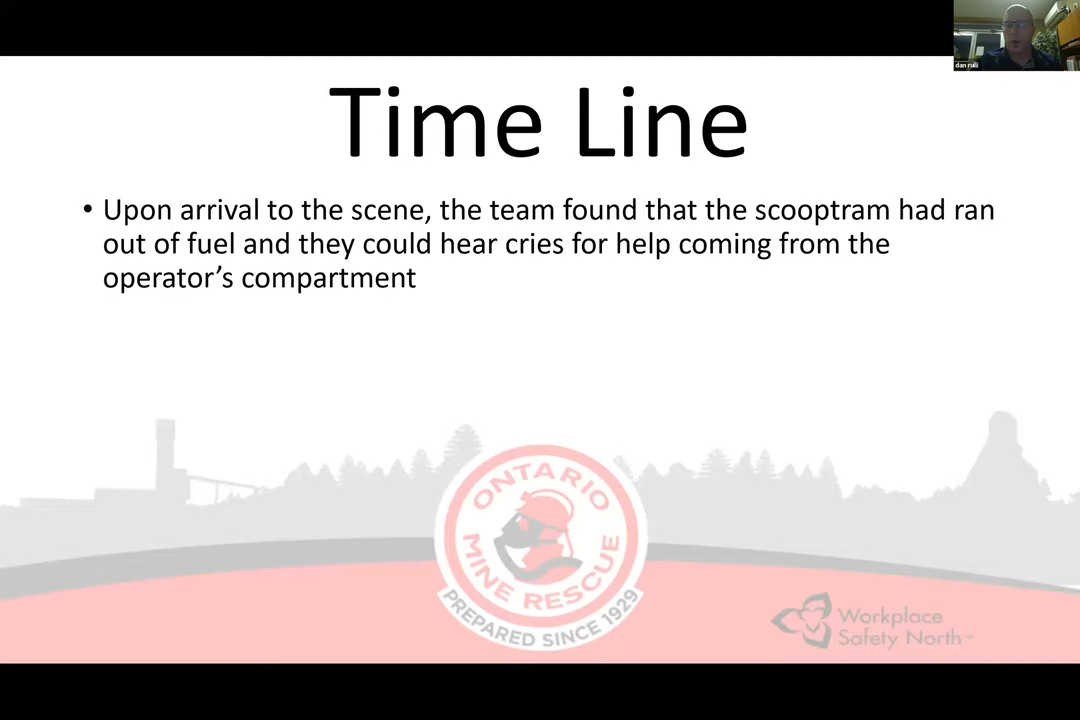 dan rulli
Time Line
• Upon arrival to the scene, the team found that the scooptram had ran
out of fuel and they could hear cries for help coming from the
operator’s compartment
ONTARIO
MINE RESCUE
PREPARED SINCE 1929
Workplace
Safety North